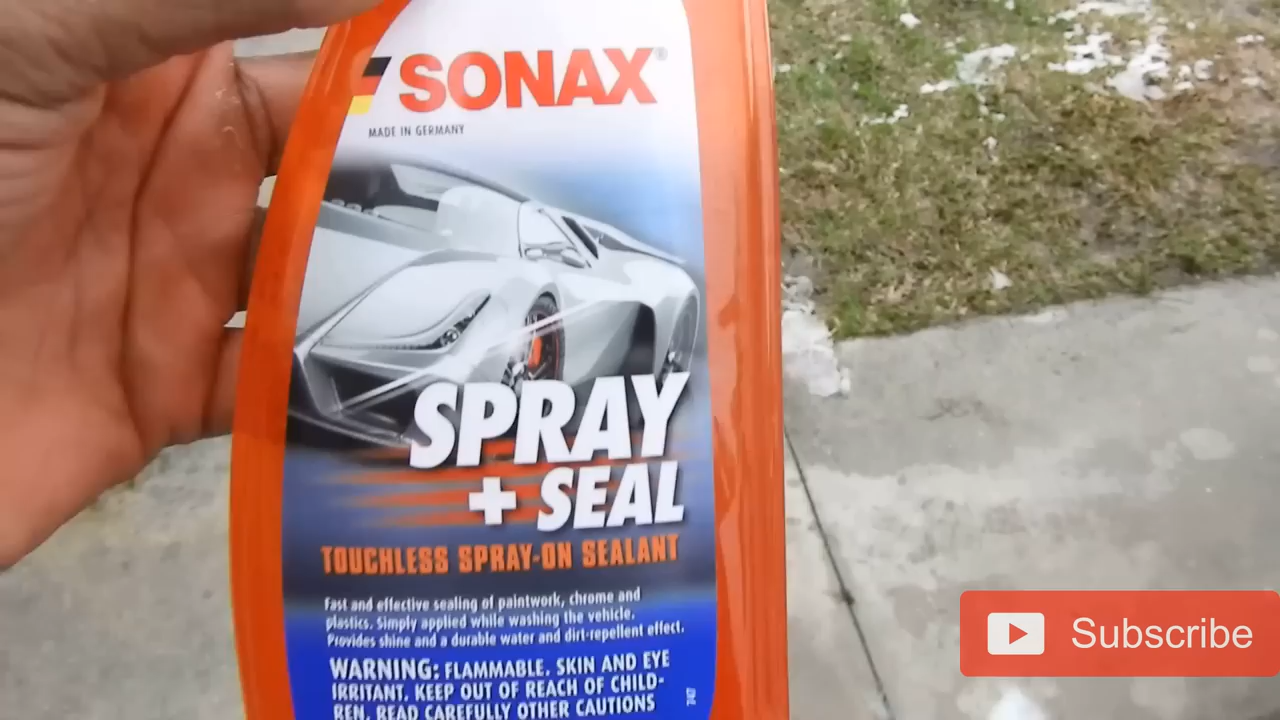 SONAX®
MADE IN GERMANY
SPRAY
+ SEAL
TOUCHLESS SPRAY-ON SEALANT
Fast and effective sealing of paintwork, chrome and
plastics. Simply applied while washing the vehicle.
Provides shine and a durable water and dirt-repellent effect.
WARNING: FLAMMABLE. SKIN AND EYE
IRRITANT. KEEP OUT OF REACH OF CHILD-
REN. READ CAREFULLY OTHER CAUTIONS
Subscribe